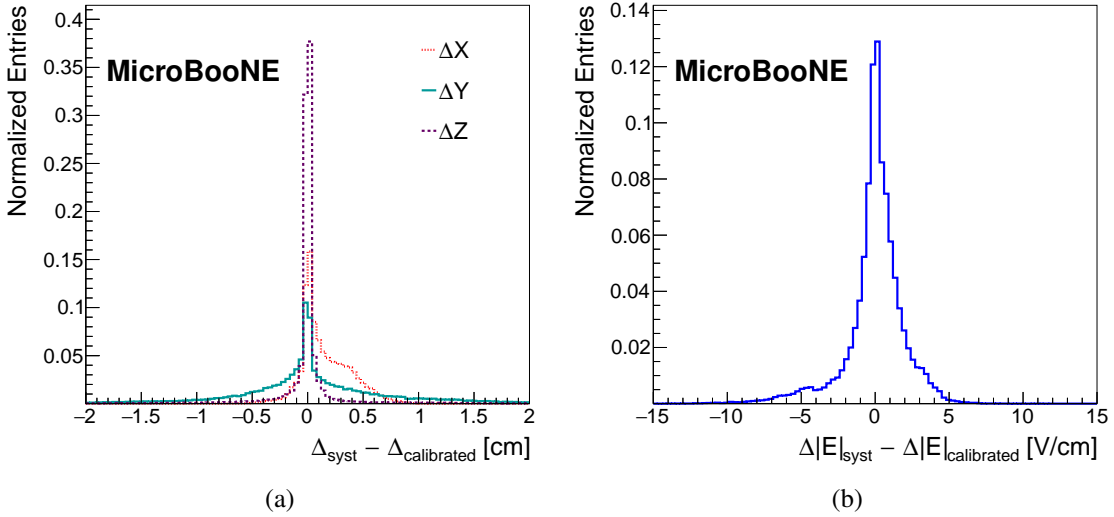 Normalized Entries
0.4
0.35
0.3
0.25
0.2
0.15
0.1
0.05
MicroBooNE
ΔX
ΔY
ΔZ
−2 −1.5 −1 −0.5 0 0.5 1 1.5 2
Δsyst − Δcalibrated [cm]
(a)
Normalized Entries
0.14
0.12
0.1
0.08
0.06
0.04
0.02
MicroBooNE
−15 −10 −5 0 5 10 15
Δ|E|syst − Δ|E|calibrated [V/cm]
(b)